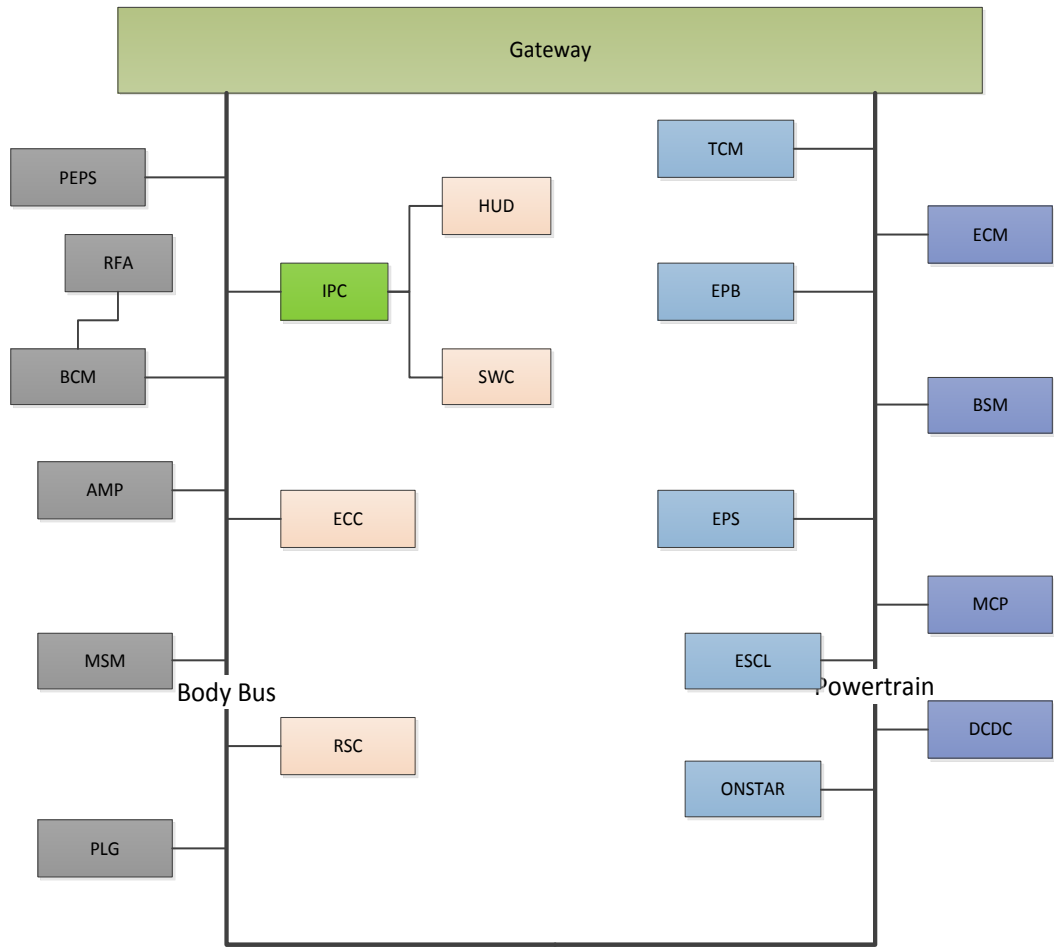 Gateway
TCM
PEPS
HUD
ECM
RFA
IPC
EPB
BCM
SWC
BSM
AMP
ECC
EPS
MCP
MSM
ESCL
Body Bus
Powertrain
RSC
DCDC
ONSTAR
PLG